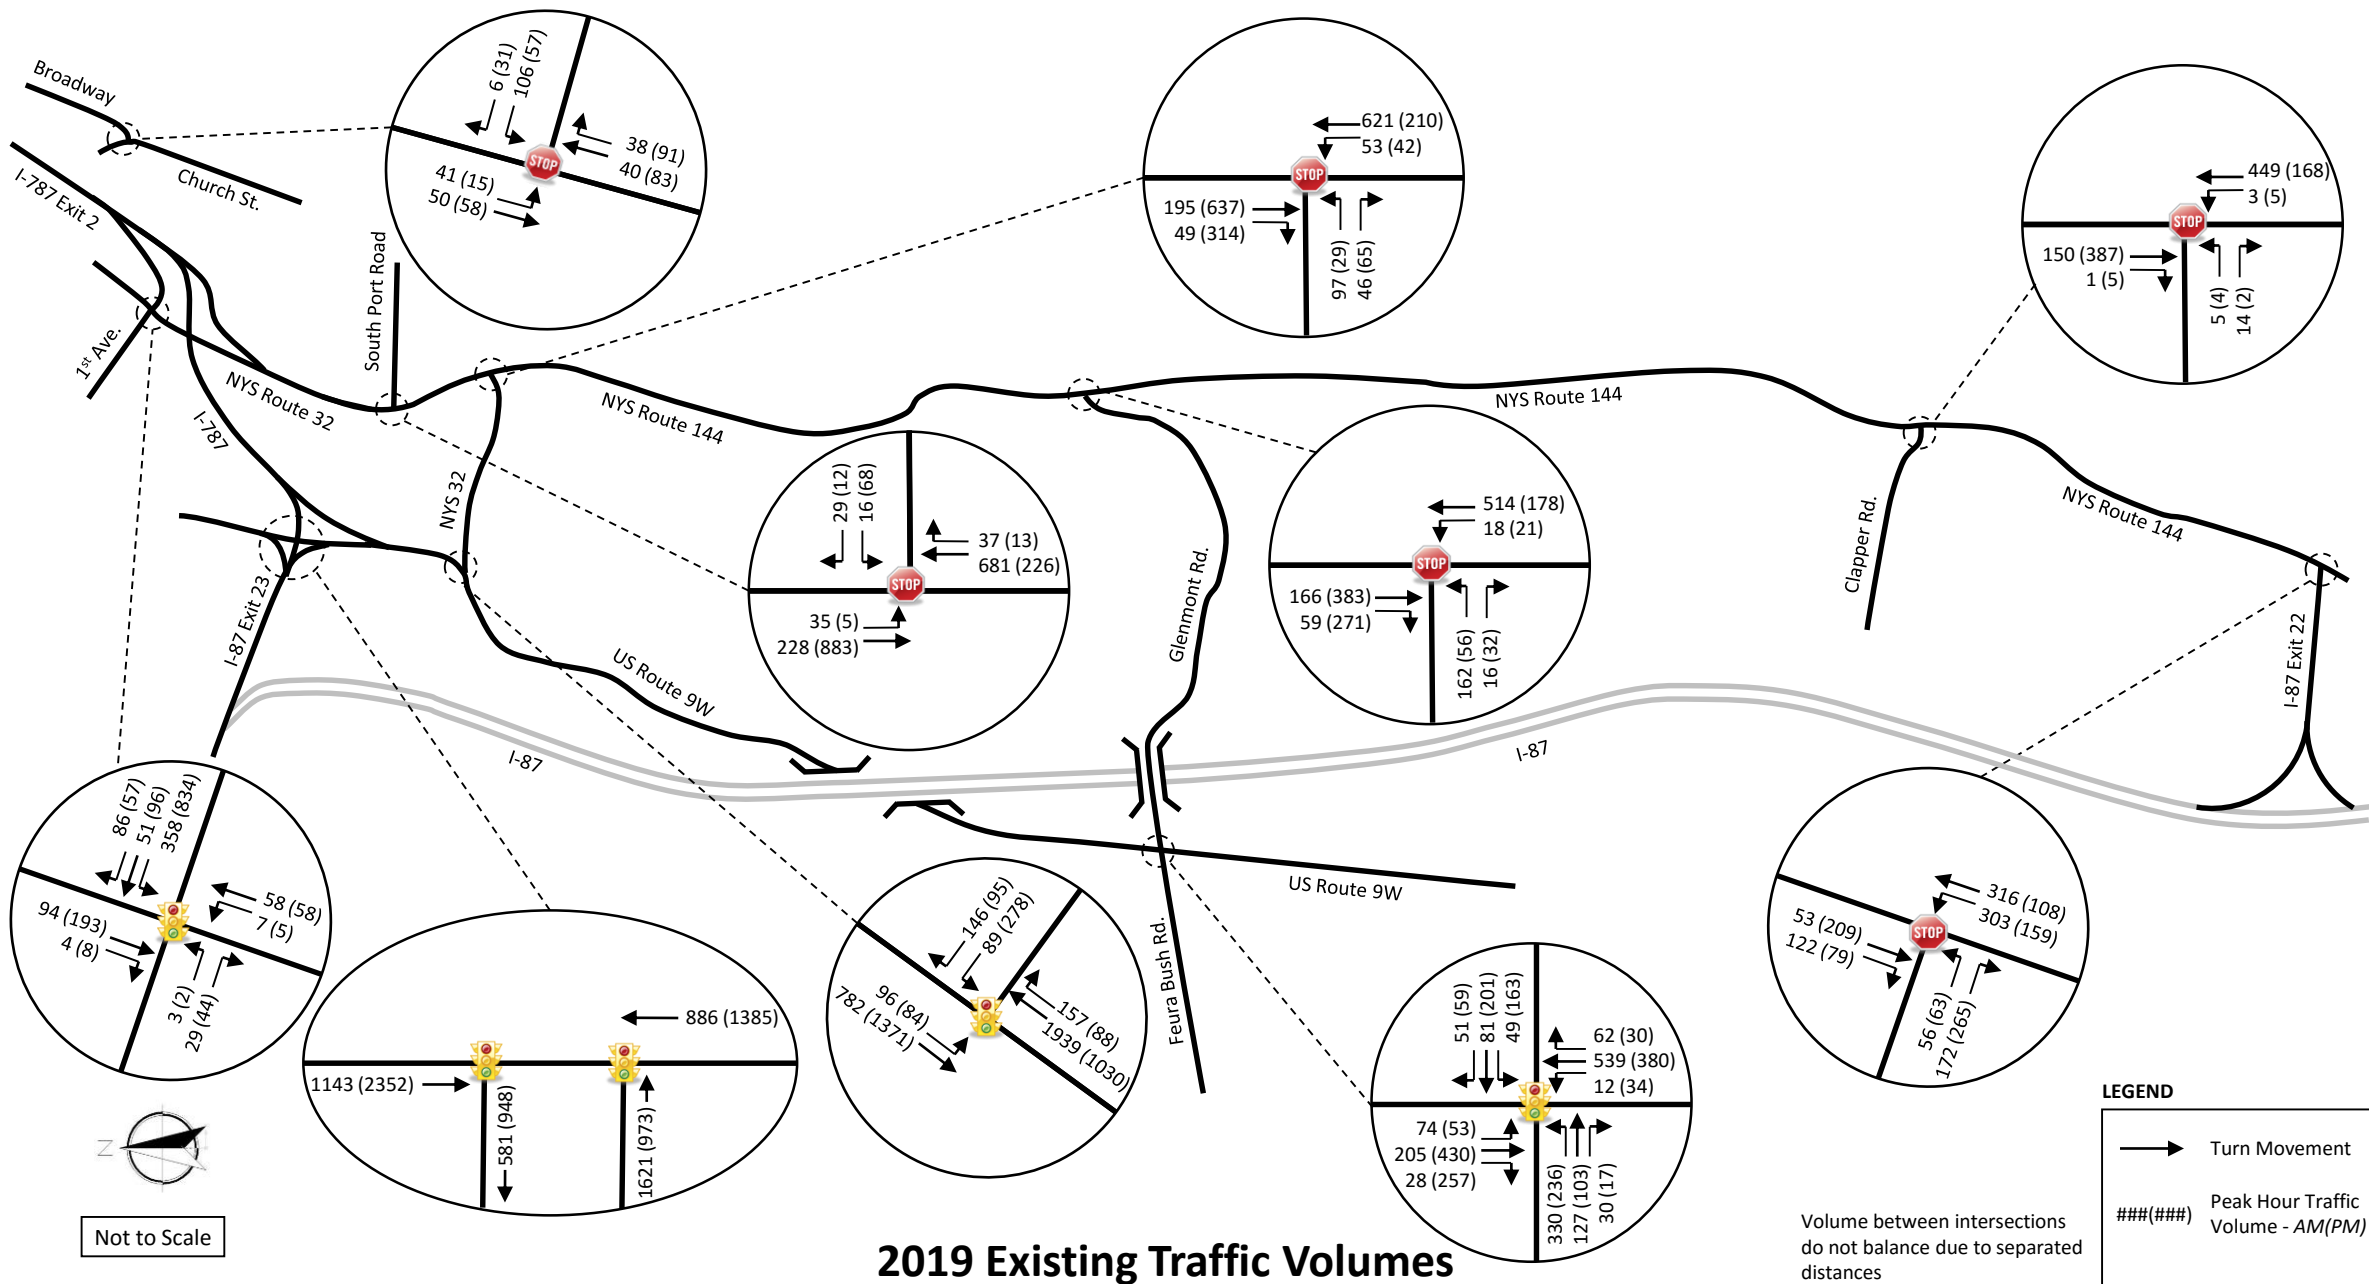 Broadway
Church St.
I-787 Exit 2
1st Ave.
South Port Road
NYS Route 32
I-787
NYS 32
NYS Route 144
I-87 Exit 23
US Route 9W
I-87
Glenmont Rd.
NYS Route 144
I-87
Clapper Rd.
NYS Route 144
I-87 Exit 22
US Route 9W
Feura Bush Rd.
6 (31)
106 (57)
38 (91)
40 (83)
41 (15)
50 (58)
STOP
621 (210)
53 (42)
STOP
195 (637)
49 (314)
97 (29)
46 (65)
449 (168)
3 (5)
STOP
150 (387)
1 (5)
5 (4)
14 (2)
29 (12)
16 (68)
37 (13)
681 (226)
STOP
35 (5)
228 (883)
514 (178)
18 (21)
STOP
166 (383)
59 (271)
162 (56)
16 (32)
86 (57)
51 (96)
358 (834)
58 (58)
7 (5)
94 (193)
4 (8)
3 (2)
29 (44)
886 (1385)
1143 (2352)
581 (948)
1621 (973)
146 (95)
89 (278)
96 (84)
782 (1371)
157 (88)
1939 (1030)
51 (59)
81 (201)
49 (163)
62 (30)
539 (380)
12 (34)
74 (53)
205 (430)
28 (257)
330 (236)
127 (103)
30 (17)
316 (108)
303 (159)
53 (209)
122 (79)
STOP
56 (63)
172 (265)
Z
Not to Scale
2019 Existing Traffic Volumes
Volume between intersections
do not balance due to separated
distances
LEGEND
Turn Movement
###(###) Peak Hour Traffic
Volume - AM(PM)